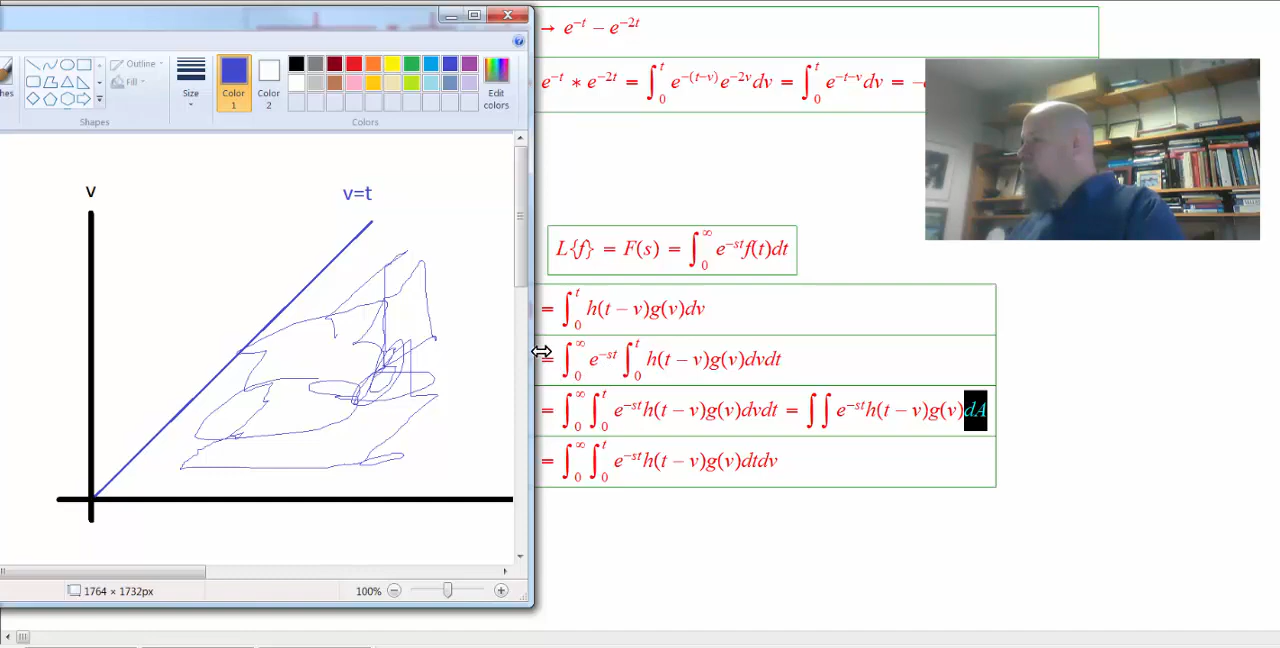 → e^{-t} − e^{-2t}
e^{-t} * e^{-2t} = ∫_0^t e^{-(t−v)}e^{-2v}dv = ∫_0^t e^{-t−v}dv = −
Outline
Fill
hes
Size
Color 1
Color 2
Edit colors
Shapes
Colors
v
v=t
L{f} = F(s) = ∫_0^∞ e^{-st}f(t)dt
= ∫_0^t h(t − v)g(v)dv
= ∫_0^∞ e^{-st} ∫_0^t h(t − v)g(v)dvdt
= ∫_0^∞ ∫_0^t e^{-st}h(t − v)g(v)dvdt = ∫∫ e^{-st}h(t − v)g(v)dA
= ∫_0^∞ ∫_0^t e^{-st}h(t − v)g(v)dtdv
1764 × 1732px
100%